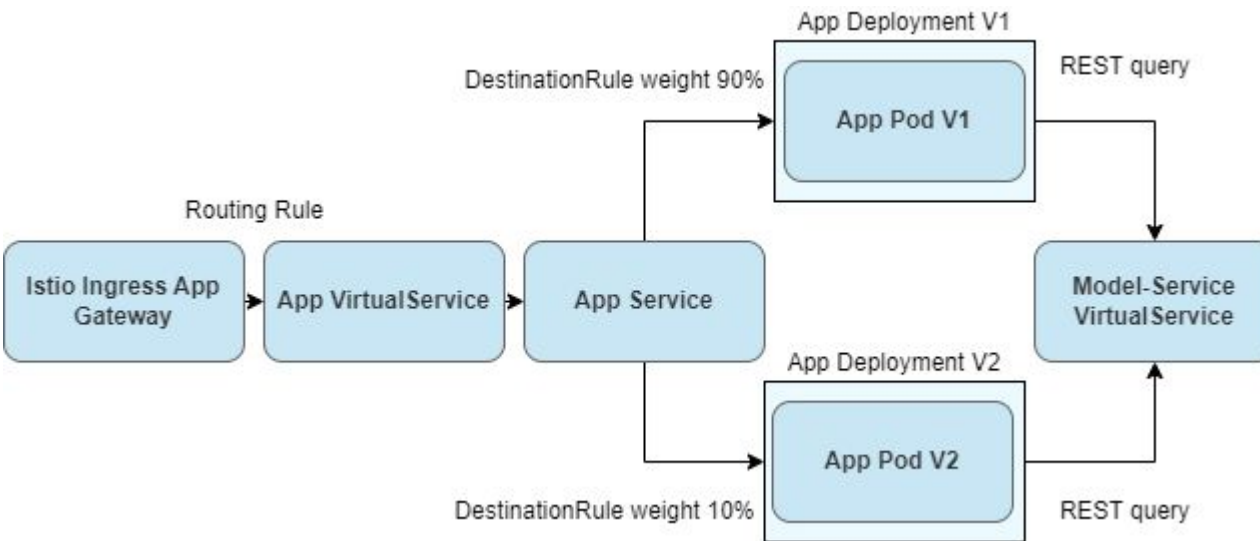 App Deployment V1
DestinationRule weight 90%
REST query
App Pod V1
Routing Rule
Istio Ingress App
Gateway
App VirtualService
App Service
Model-Service
VirtualService
App Deployment V2
App Pod V2
DestinationRule weight 10%
REST query